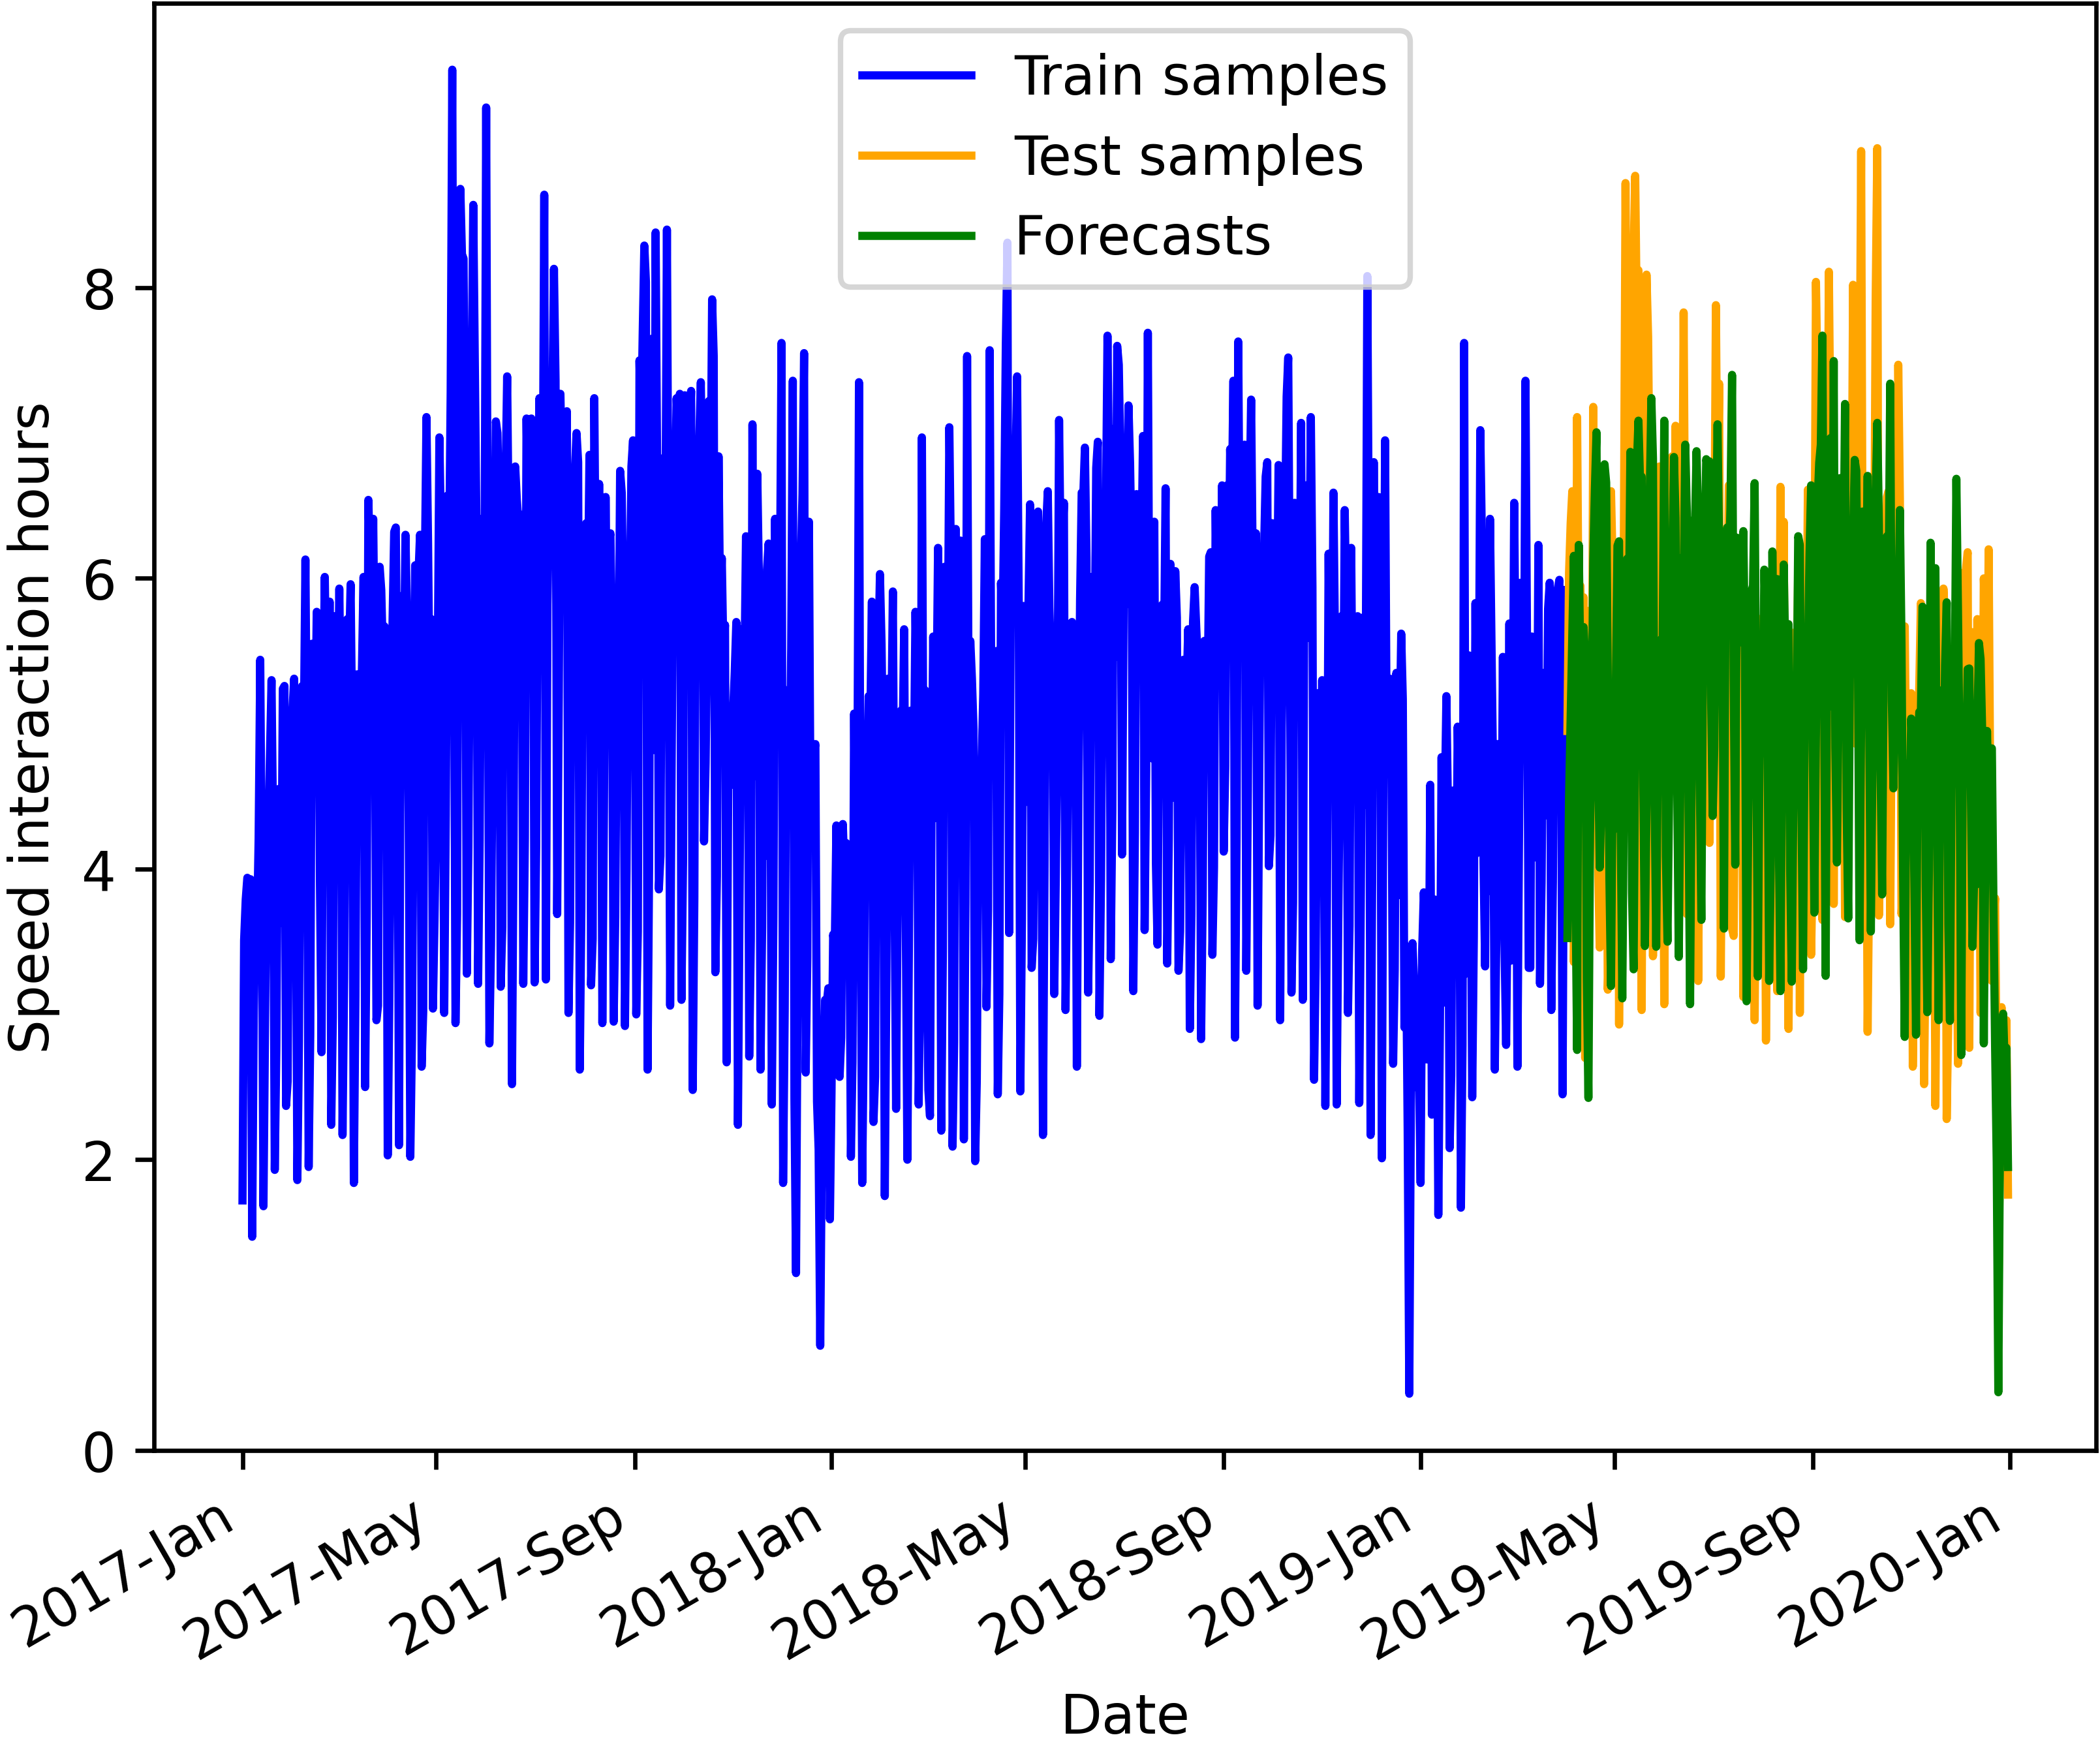 Train samples
Test samples
Forecasts
Speed interaction hours
8
6
4
2
0
2017-Jan
2017-May
2017-Sep
2018-Jan
2018-May
2018-Sep
2019-Jan
2019-May
2019-Sep
2020-Jan
Date